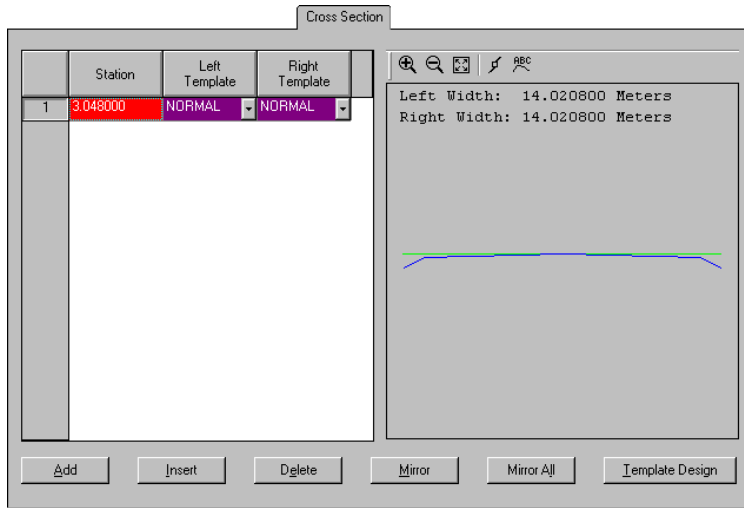 Cross Section
Station
Left Template
Right Template
1
3.048000
NORMAL
NORMAL
ABC
Left Width:  14.020800 Meters
Right Width: 14.020800 Meters
Add
Insert
Delete
Mirror
Mirror All
Template Design